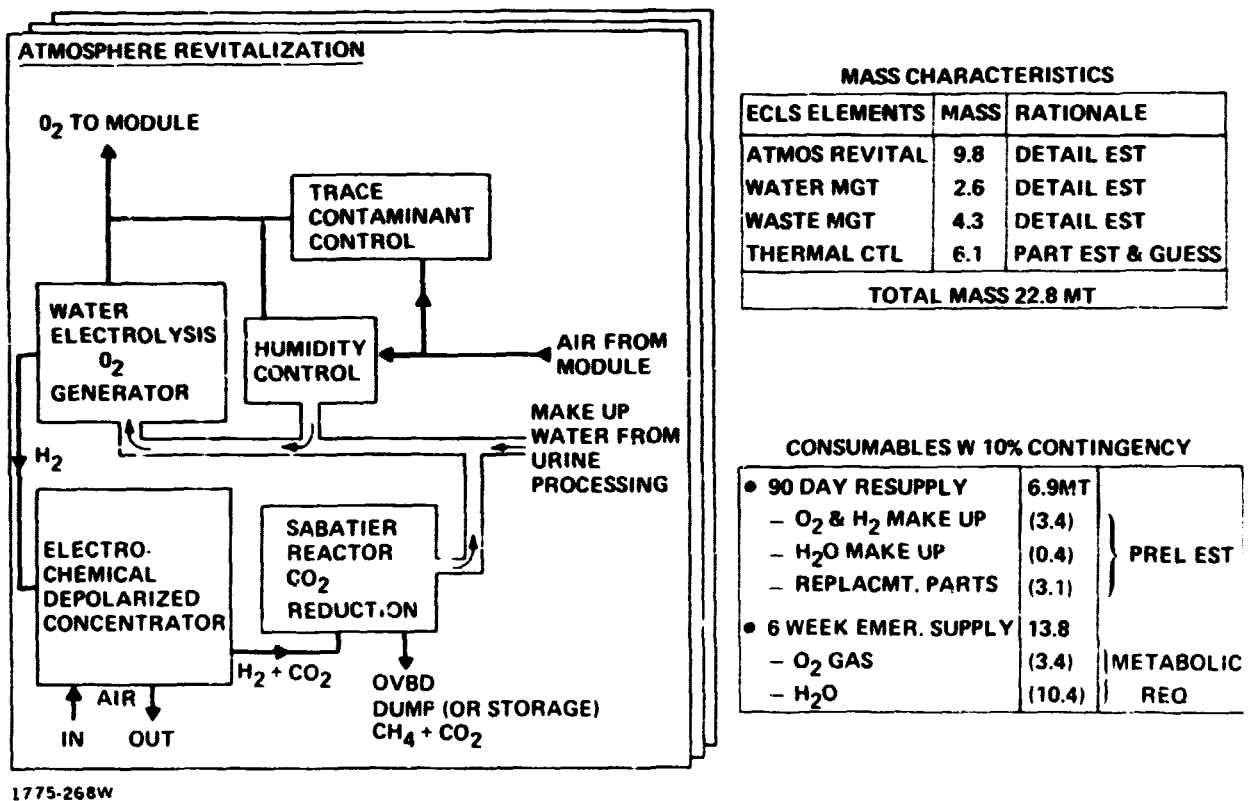 ATMOSPHERE REVITALIZATION
O2 TO MODULE
TRACE
CONTAMINANT
CONTROL
WATER
ELECTROLYSIS
O2
GENERATOR
HUMIDITY
CONTROL
AIR FROM
MODULE
MAKE UP
WATER FROM
URINE
PROCESSING
H2
ELECTRO-
CHEMICAL
DEPOLARIZED
CONCENTRATOR
SABATIER
REACTOR
CO2
REDUCTION
H2 + CO2
AIR
IN OUT
OVBD
DUMP (OR STORAGE)
CH4 + CO2
1775-268W
MASS CHARACTERISTICS
ECLS ELEMENTS MASS RATIONALE
ATMOS REVITAL 9.8 DETAIL EST
WATER MGT 2.6 DETAIL EST
WASTE MGT 4.3 DETAIL EST
THERMAL CTL 6.1 PART EST & GUESS
TOTAL MASS 22.8 MT
CONSUMABLES W 10% CONTINGENCY
• 90 DAY RESUPPLY 6.9MT
– O2 & H2 MAKE UP (3.4)
– H2O MAKE UP (0.4) PREL EST
– REPLACMT. PARTS (3.1)
• 6 WEEK EMER. SUPPLY 13.8
– O2 GAS (3.4) METABOLIC
– H2O (10.4) REQ